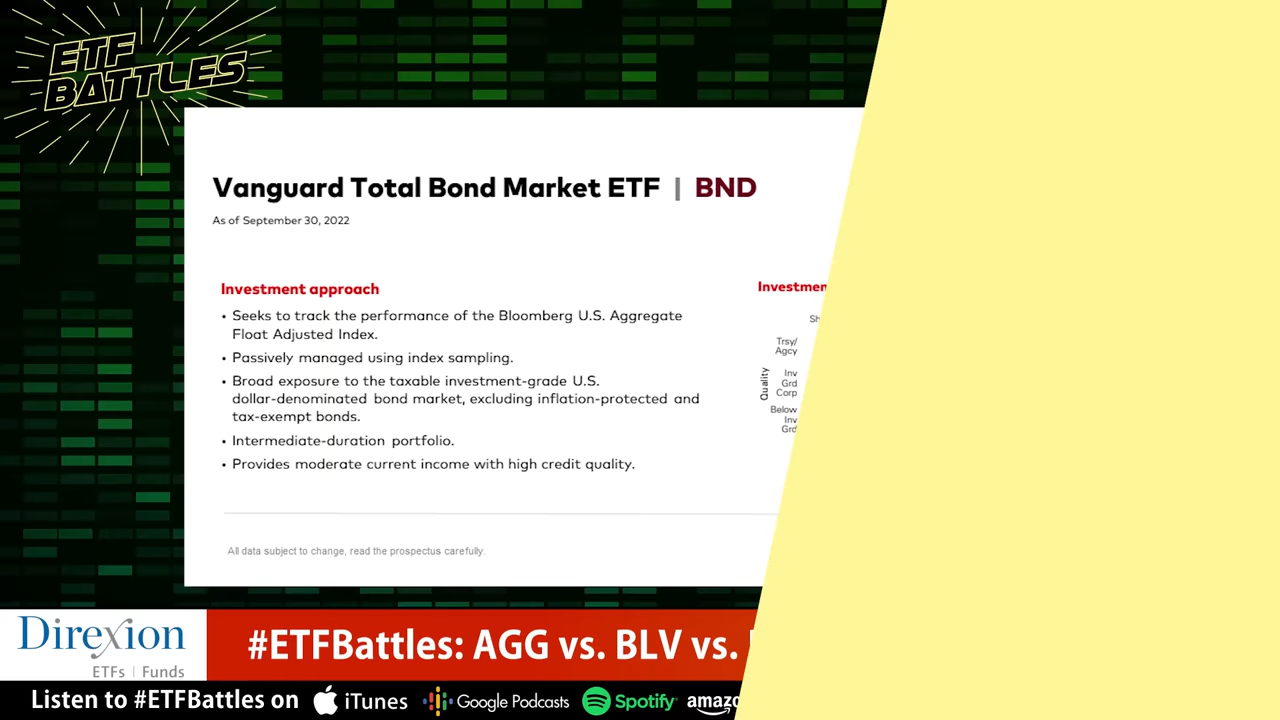 ETF
BATTLES
Vanguard Total Bond Market ETF | BND
As of September 30, 2022
Investment approach
• Seeks to track the performance of the Bloomberg U.S. Aggregate
Float Adjusted Index.
• Passively managed using index sampling.
• Broad exposure to the taxable investment-grade U.S.
dollar-denominated bond market, excluding inflation-protected and
tax-exempt bonds.
• Intermediate-duration portfolio.
• Provides moderate current income with high credit quality.
Quality
Trsy/
Agcy
Inv
Grd
Corp
Below
Inv
Grd
All data subject to change, read the prospectus carefully.
Direxion
ETFs | Funds
#ETFBattles: AGG vs. BLV vs.
Listen to #ETFBattles on iTunes Google Podcasts Spotify